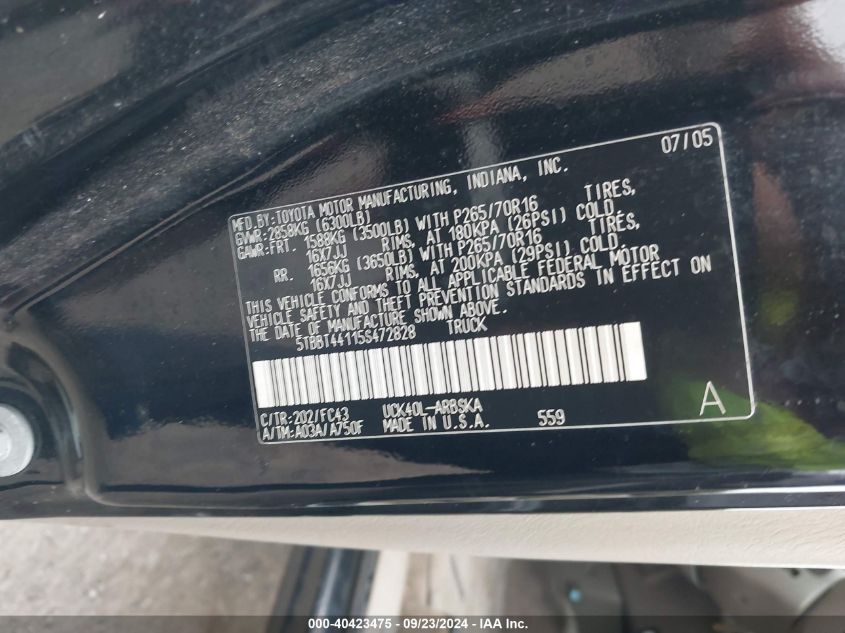 07/05
MFD.BY:TOYOTA MOTOR MANUFACTURING, INDIANA, INC.
GVWR:2858KG (6300LB)
GAWR:FRT. 1588KG (3500LB) WITH P265/70R16 TIRES,
16X7JJ RIMS, AT 180KPA (26PSI) COLD
RR. 1656KG (3650LB) WITH P265/70R16 TIRES,
16X7JJ RIMS, AT 200KPA (29PSI) COLD.
THIS VEHICLE CONFORMS TO ALL APPLICABLE FEDERAL MOTOR
VEHICLE SAFETY AND THEFT PREVENTION STANDARDS IN EFFECT ON
THE DATE OF MANUFACTURE SHOWN ABOVE.
5TBBT44115S472828 TRUCK
C/TR:202/FC43 UCK40L-ARBSKA
A/TM:A03A/A750F MADE IN U.S.A. 559 A
000-40423475 - 09/23/2024 - IAAI.com